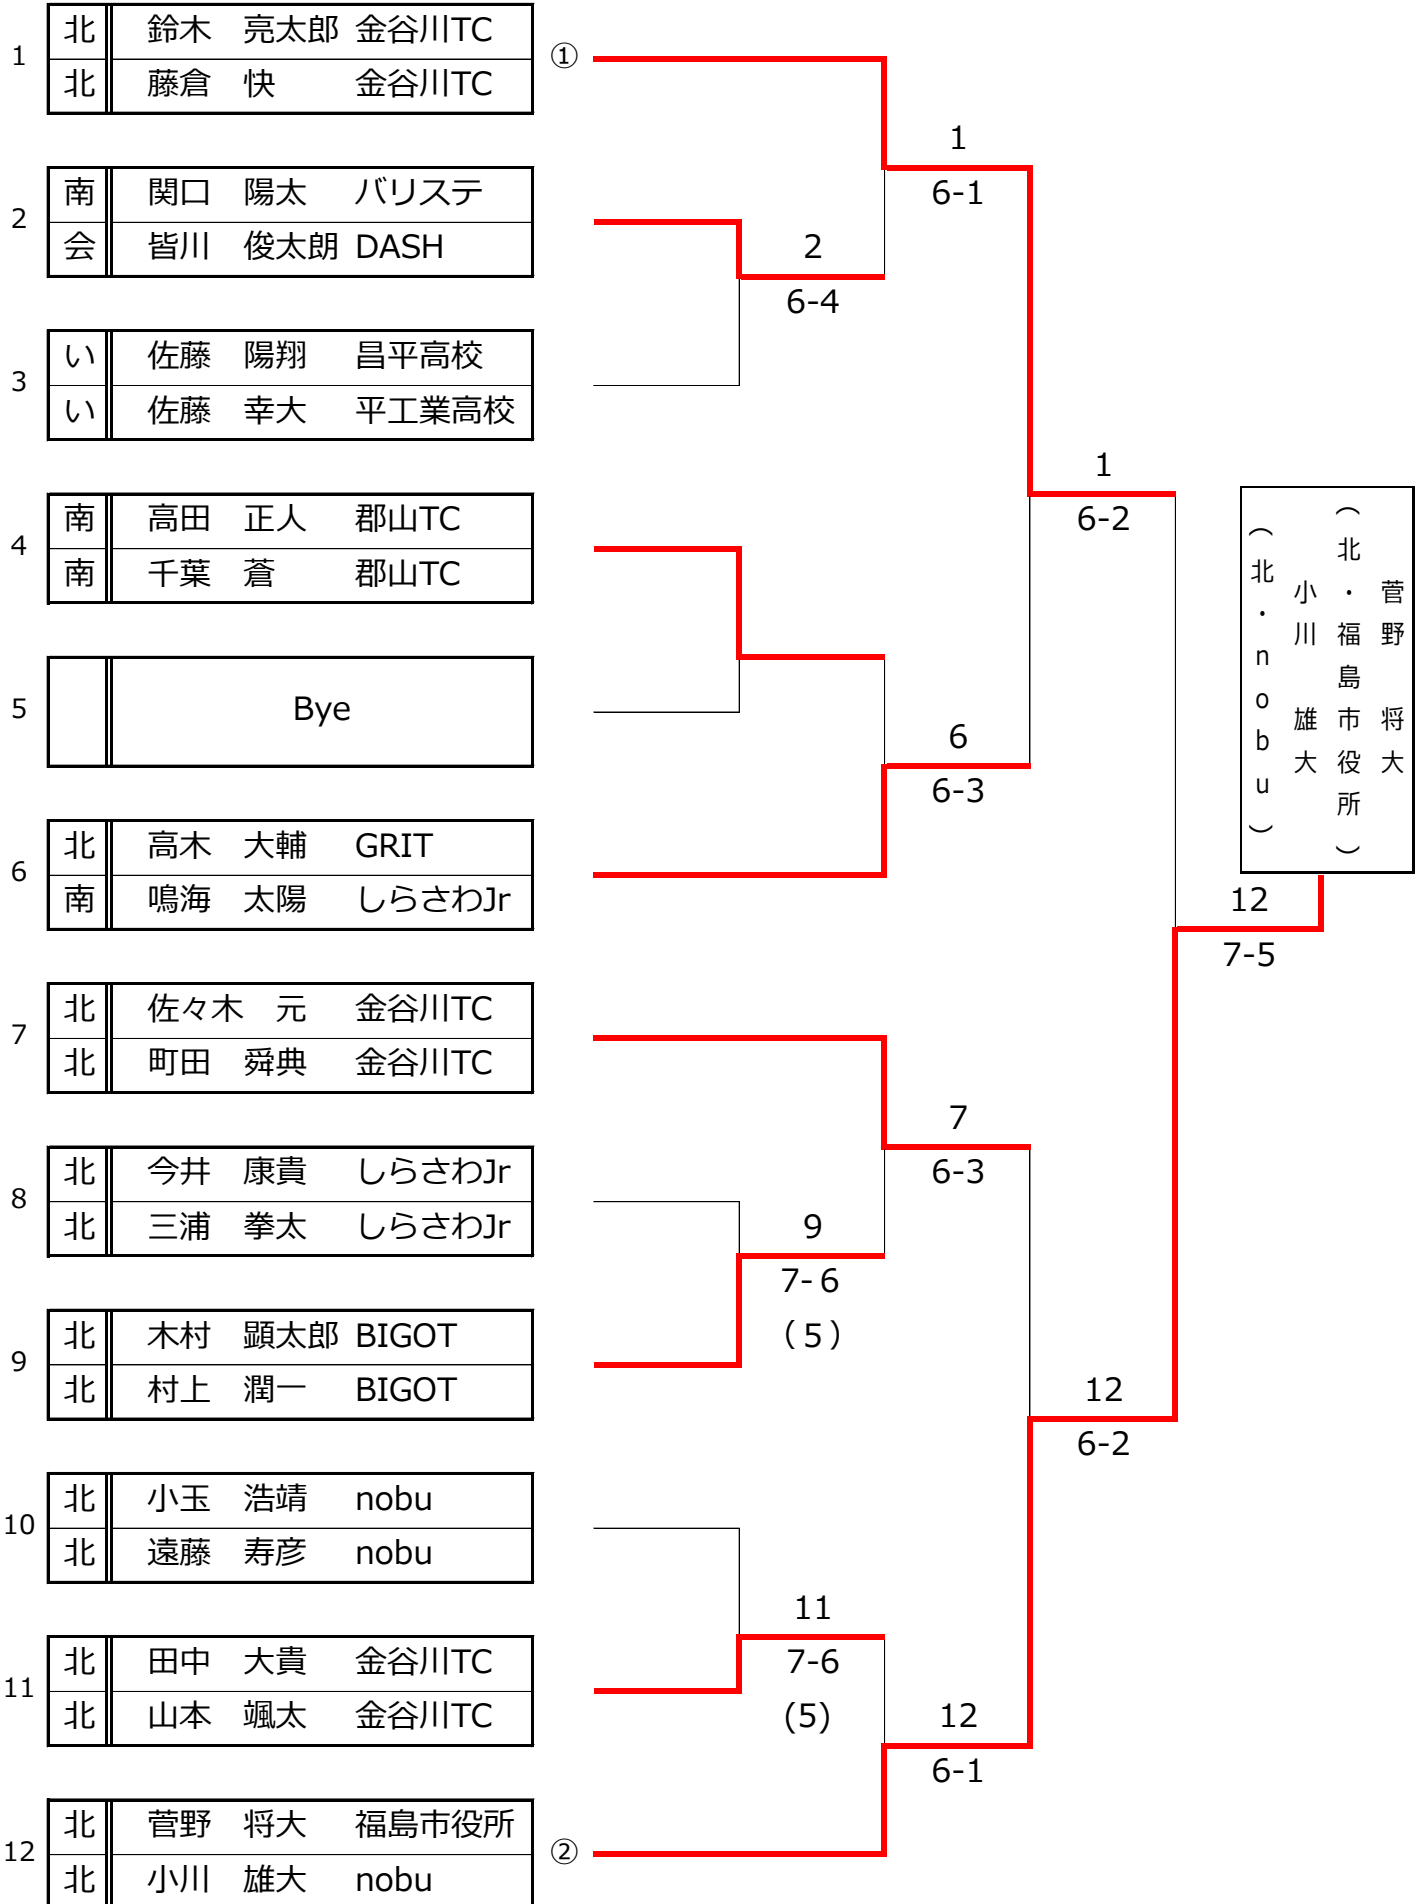 北 鈴木 亮太郎 金谷川TC
1 ①
北 藤倉 快 金谷川TC
1
南 関口 陽太 バリステ
6-1
2
会 皆川 俊太朗 DASH
2
6-4
い 佐藤 陽翔 昌平高校
3
い 佐藤 幸大 平工業高校
1
南 高田 正人 郡山TC
6-2
4
南 千葉 蒼 郡山TC
菅野 将大
(北・福島市役所)
小川 雄大
(北・nobu)
5 Bye
6
6-3
北 高木 大輔 GRIT
6
南 鳴海 太陽 しらさわJr
12
7-5
北 佐々木 元 金谷川TC
7
北 町田 舜典 金谷川TC
7
北 今井 康貴 しらさわJr
6-3
8
北 三浦 拳太 しらさわJr
9
7-6
(5)
北 木村 顕太郎 BIGOT
9
北 村上 潤一 BIGOT
12
6-2
北 小玉 浩靖 nobu
10
北 遠藤 寿彦 nobu
11
北 田中 大貴 金谷川TC
7-6
11
北 山本 颯太 金谷川TC
(5)
12
6-1
北 菅野 将大 福島市役所
12 ②
北 小川 雄大 nobu